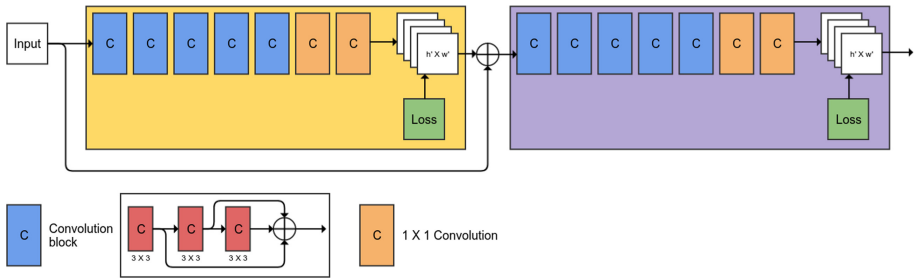 Input
C C C C C C C
h' X w'
Loss
C C C C C C C
h' X w'
Loss
C
Convolution
block
C C C
3 X 3 3 X 3 3 X 3
C
1 X 1 Convolution